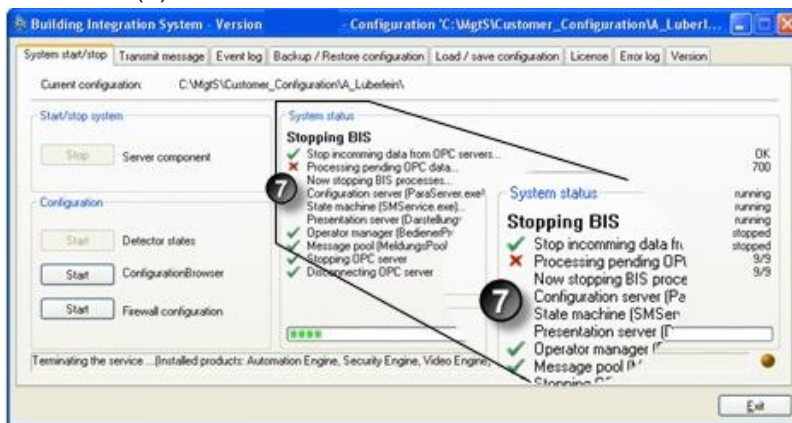 Building Integration System - Version - Configuration 'C:\MgtS\Customer_Configuration\A_Luberl...
System start/stop Transmit message Event log Backup / Restore configuration Load / save configuration License Error log Version
Current configuration: C:\MgtS\Customer_Configuration\A_Luberlein\
Start/stop system
Stop Server component
Configuration
Start Detector states
Start ConfigurationBrowser
Start Firewall configuration
System status
Stopping BIS
Stop incomming data from OPC servers... OK
Processing pending OPC data... 700
Now stopping BIS processes...
Configuration server (ParaServer.exe) running
State machine (SMService.exe)... running
Presentation server (Darstellung running
Operator manager (BedienerPr stopped
Message pool (MeldungsPool stopped
Stopping OPC server 9/9
Disconnecting OPC server 9/9
7
System status
Stopping BIS
Stop incomming data fr
Processing pending OP
Now stopping BIS proce
Configuration server (Pa
State machine (SMSer
Presentation server (
Operator manager (
Message pool (
7
Terminating the service ...(Installed products: Automation Engine, Security Engine, Video Engine,
Exit